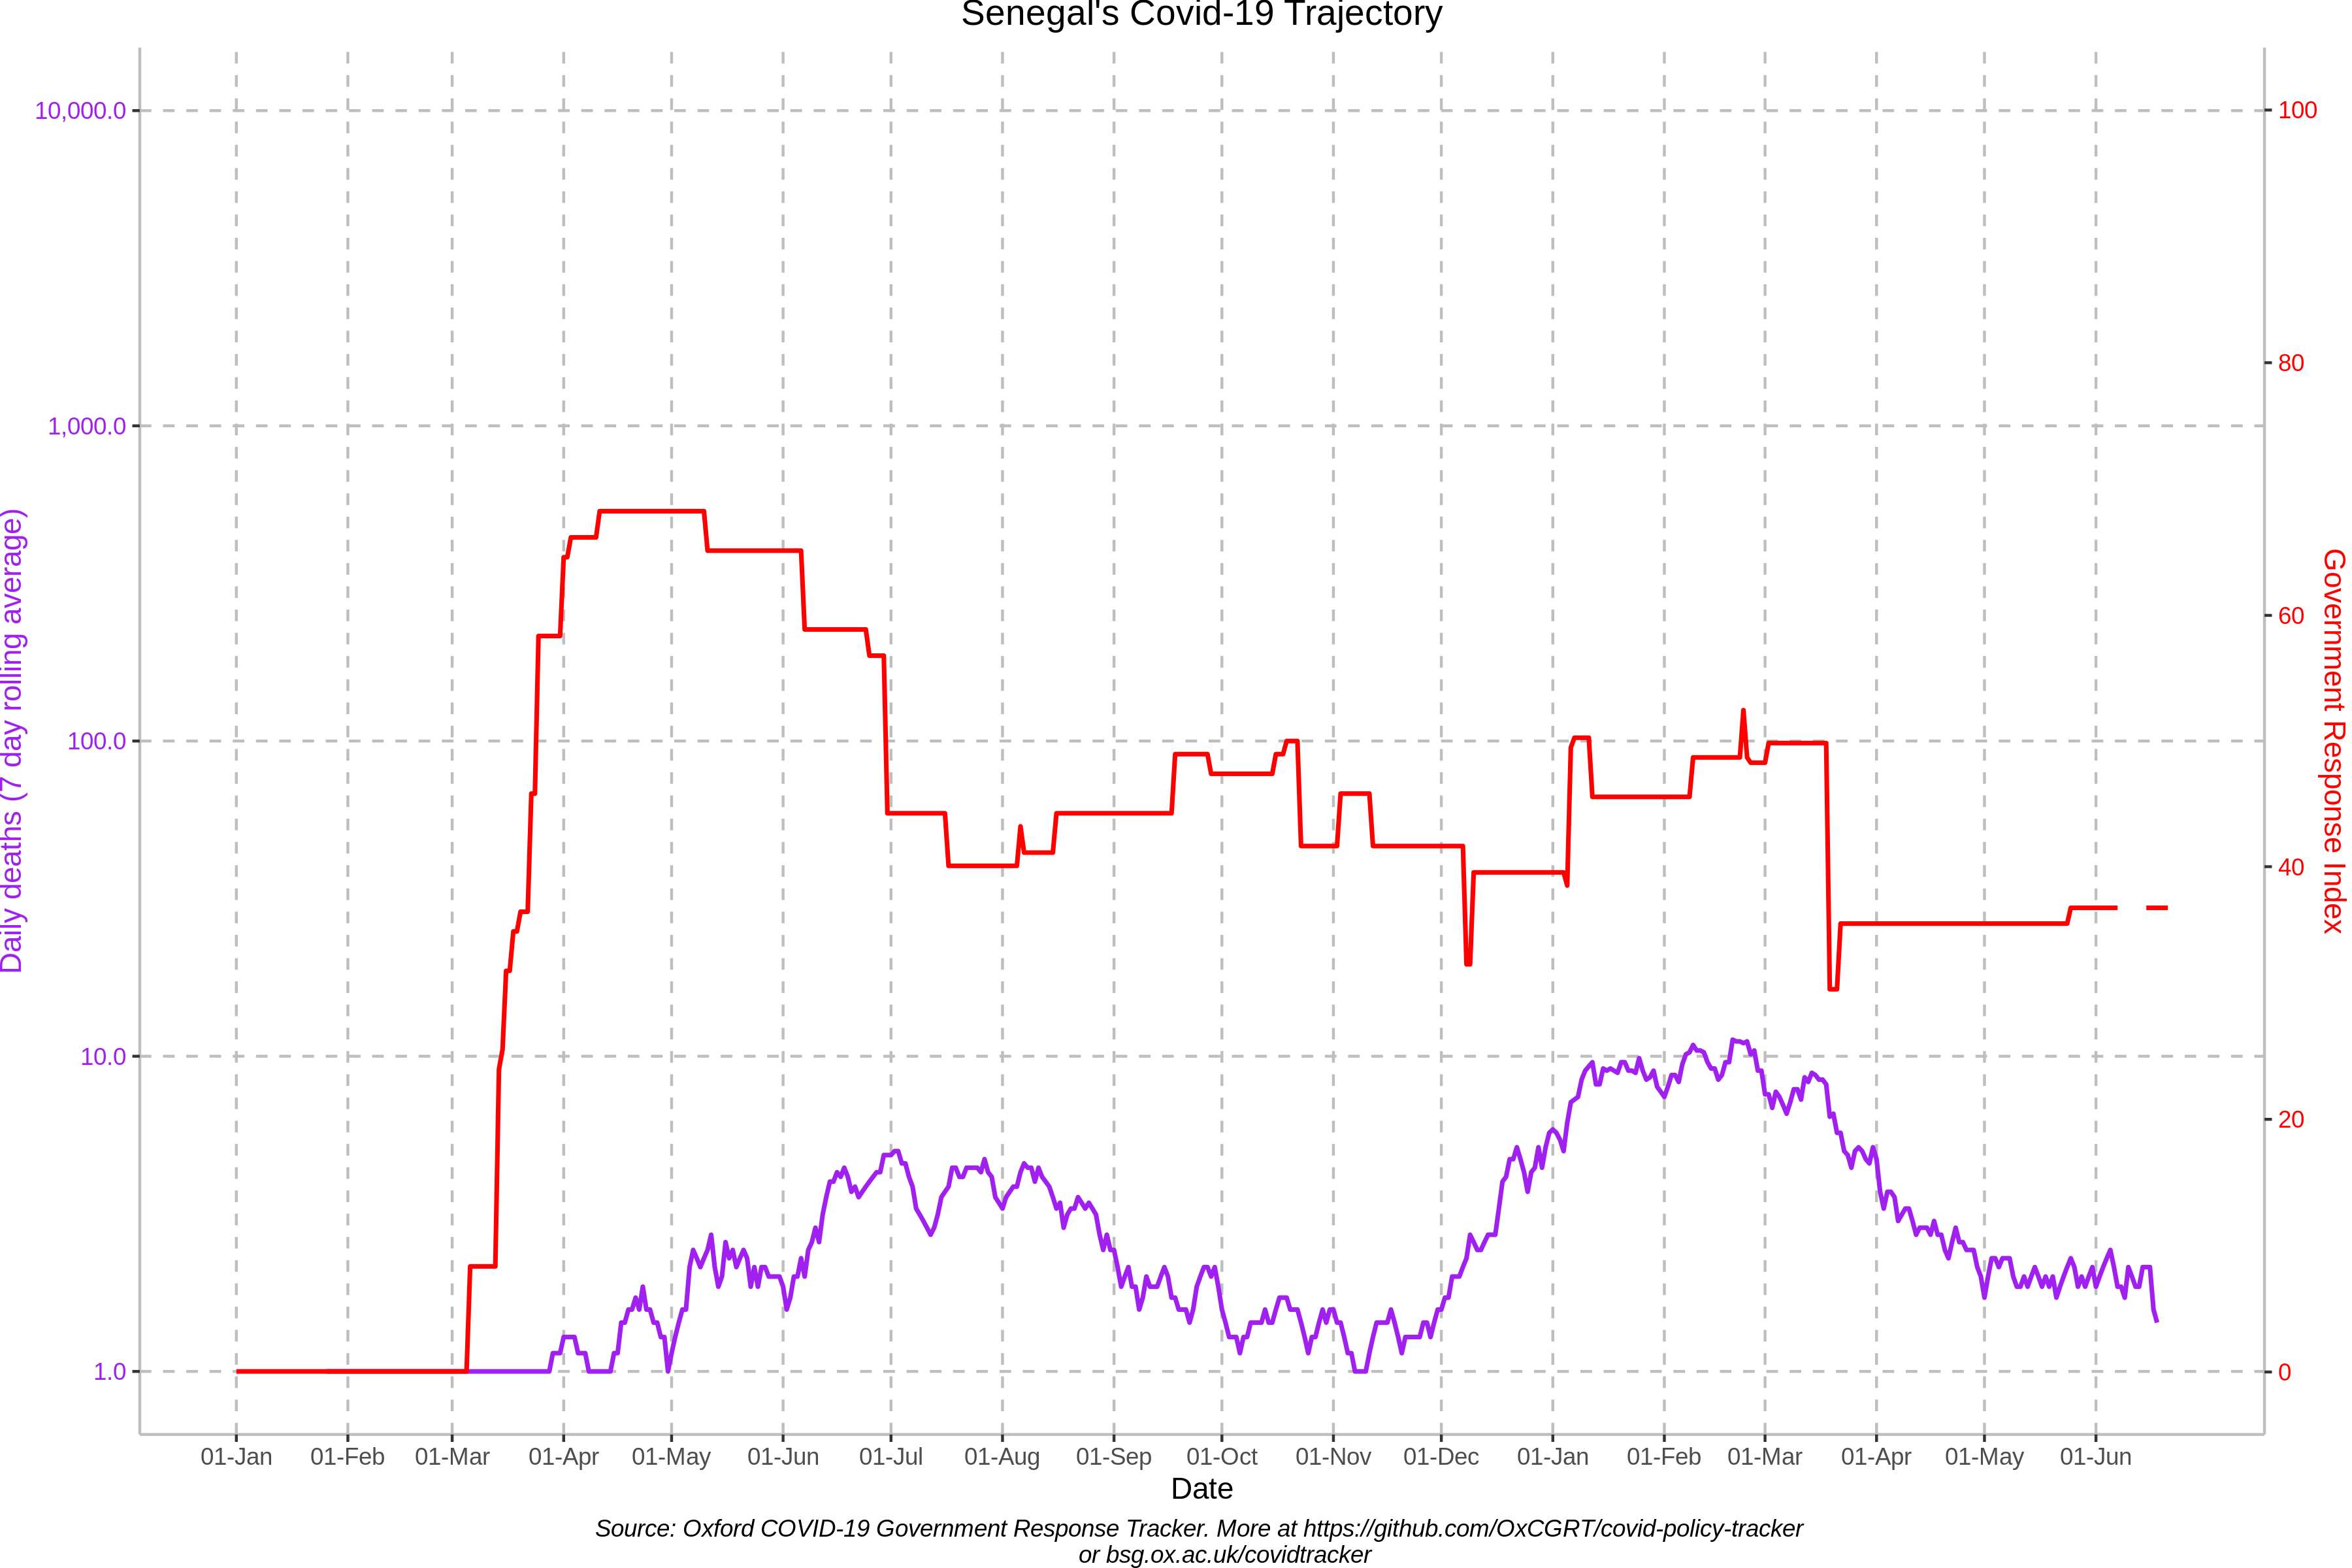 Senegal's Covid-19 Trajectory
10,000.0
1,000.0
100.0
10.0
1.0
Daily deaths (7 day rolling average)
100
80
60
40
20
0
Government Response Index
01-Jan 01-Feb 01-Mar 01-Apr 01-May 01-Jun 01-Jul 01-Aug 01-Sep 01-Oct 01-Nov 01-Dec 01-Jan 01-Feb 01-Mar 01-Apr 01-May 01-Jun
Date
Source: Oxford COVID-19 Government Response Tracker. More at https://github.com/OxCGRT/covid-policy-tracker
or bsg.ox.ac.uk/covidtracker